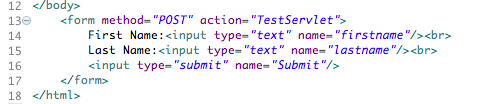 12 </body>
13 <form method="POST" action="TestServlet">
14 First Name:<input type="text" name="firstname"/><br>
15 Last Name:<input type="text" name="lastname"/><br>
16 <input type="submit" name="Submit"/>
17 </form>
18 </html>